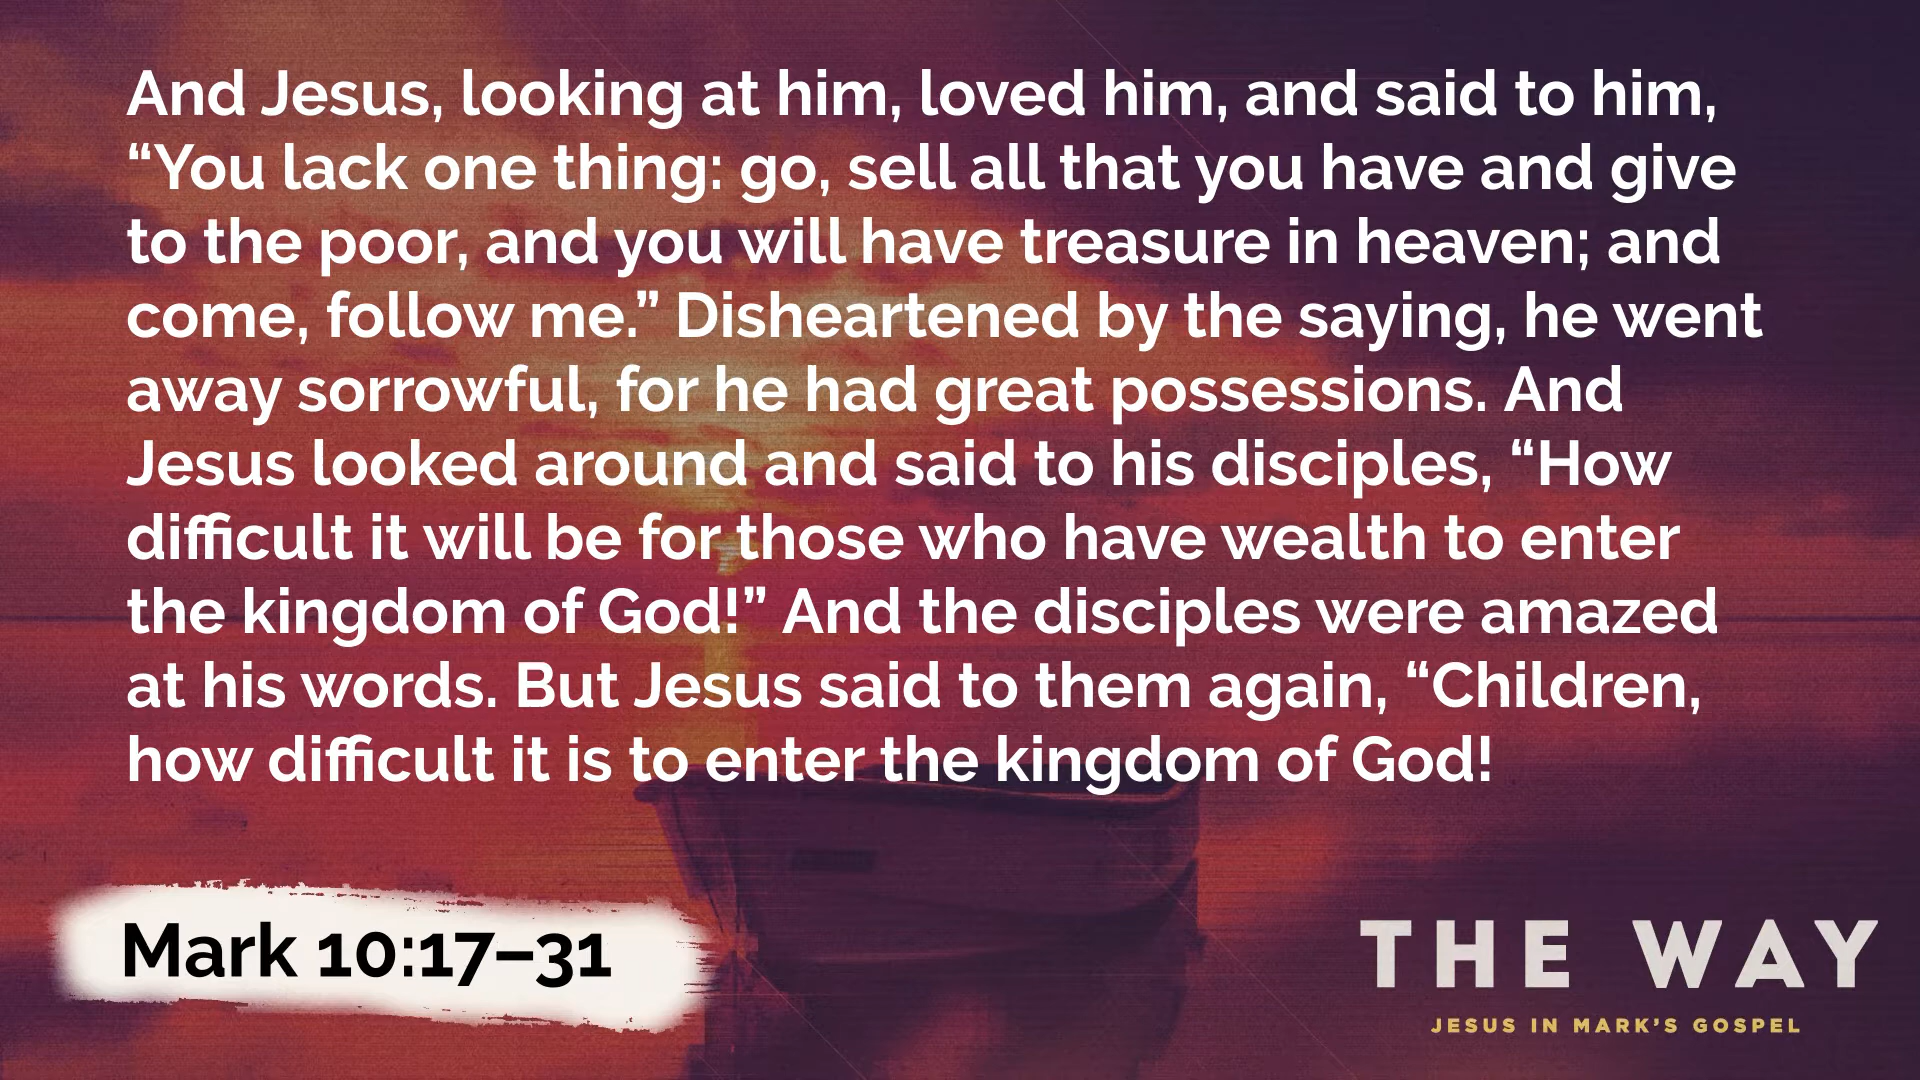 And Jesus, looking at him, loved him, and said to him,
“You lack one thing: go, sell all that you have and give
to the poor, and you will have treasure in heaven; and
come, follow me.” Disheartened by the saying, he went
away sorrowful, for he had great possessions. And
Jesus looked around and said to his disciples, “How
difficult it will be for those who have wealth to enter
the kingdom of God!” And the disciples were amazed
at his words. But Jesus said to them again, “Children,
how difficult it is to enter the kingdom of God!
Mark 10:17–31
THE WAY
JESUS IN MARK’S GOSPEL